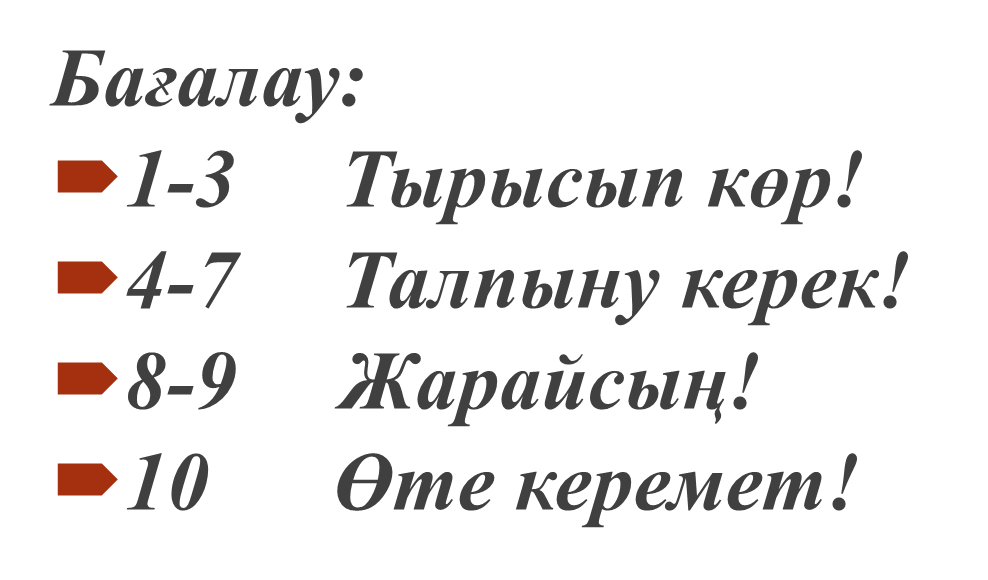 Бағалау:
1-3 Тырысып көр!
4-7 Талпыну керек!
8-9 Жарайсың!
10 Өте керемет!